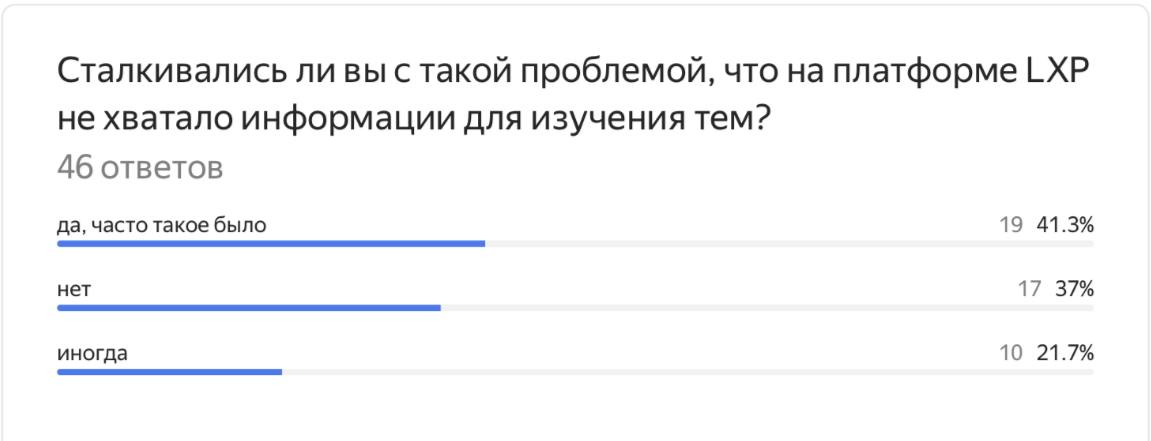 Сталкивались ли вы с такой проблемой, что на платформе LXP
не хватало информации для изучения тем?
46 ответов
да, часто такое было 19 41.3%
нет 17 37%
иногда 10 21.7%